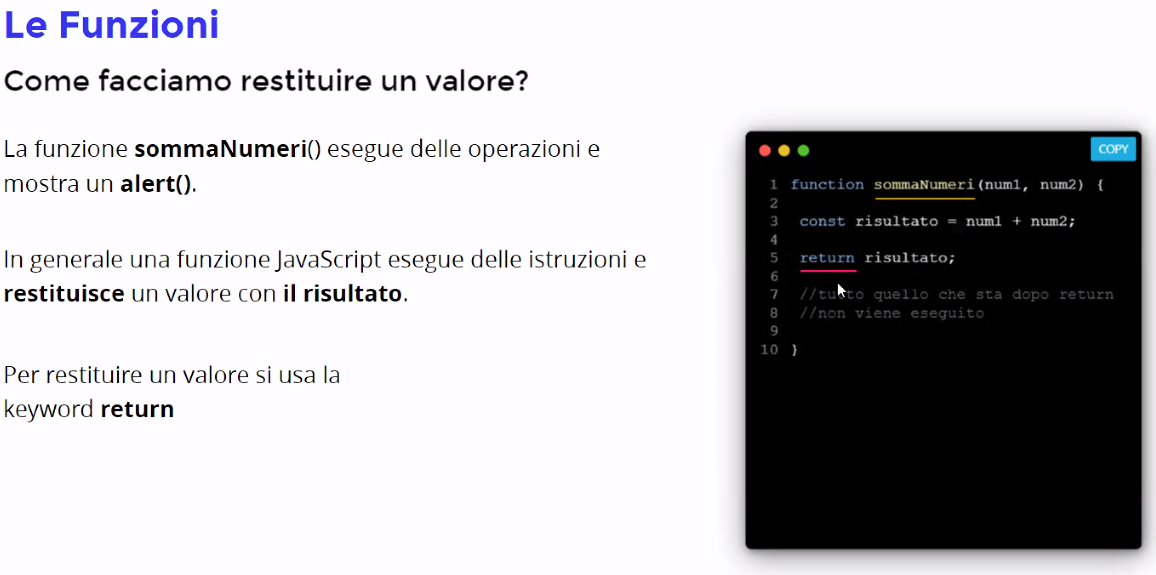 Le Funzioni
Come facciamo restituire un valore?
La funzione sommaNumeri() esegue delle operazioni e
mostra un alert().
In generale una funzione JavaScript esegue delle istruzioni e
restituisce un valore con il risultato.
Per restituire un valore si usa la
keyword return
COPY
1 function sommaNumeri(num1, num2) {
2
3 const risultato = num1 + num2;
4
5 return risultato;
6
7 //tutto quello che sta dopo return
8 //non viene eseguito
9
10 }